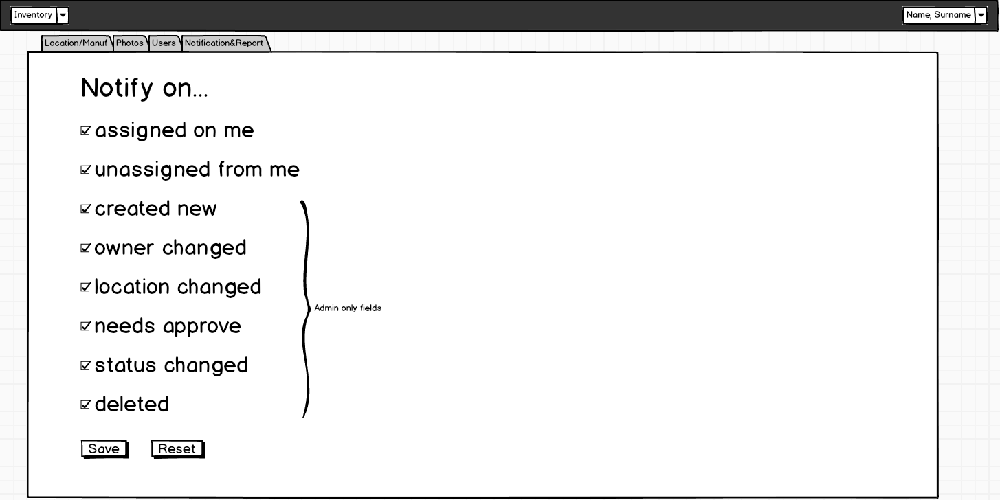 Inventory
Name, Surname
Location/Manuf Photos Users Notification&Report
Notify on...
assigned on me
unassigned from me
created new
owner changed
location changed
Admin only fields
needs approve
status changed
deleted
Save Reset